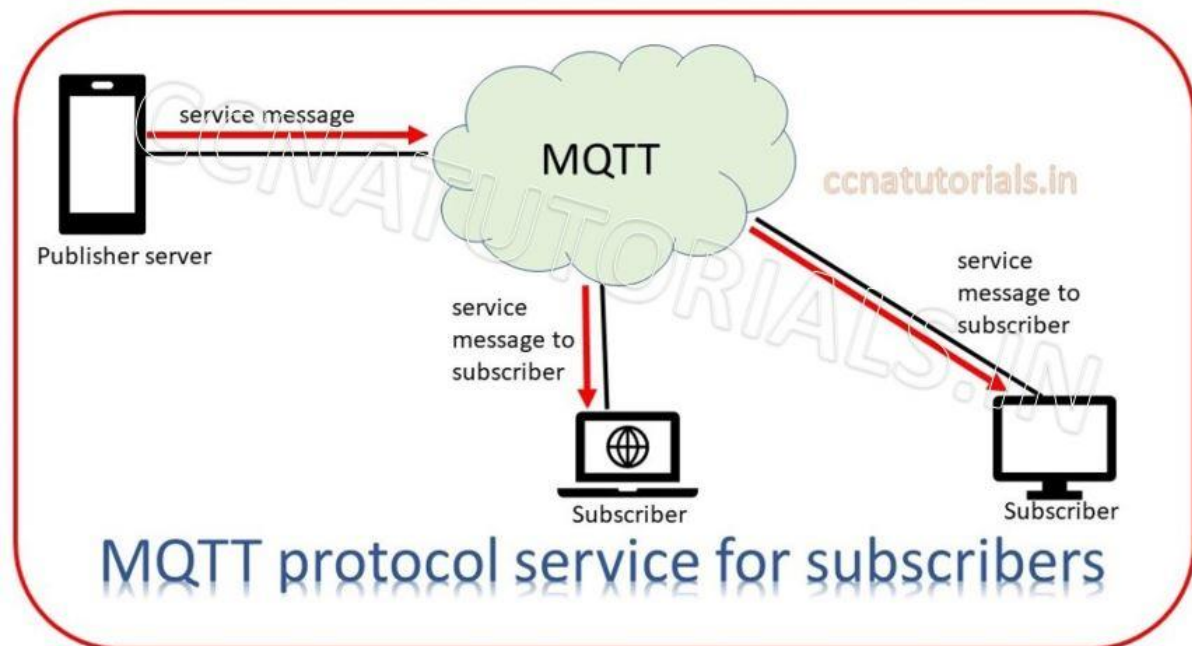 service message
MQTT
ccnatutorials.in
Publisher server
service
message to
subscriber
service
message to
subscriber
Subscriber
Subscriber
MQTT protocol service for subscribers
CCNATUTORIALS.IN